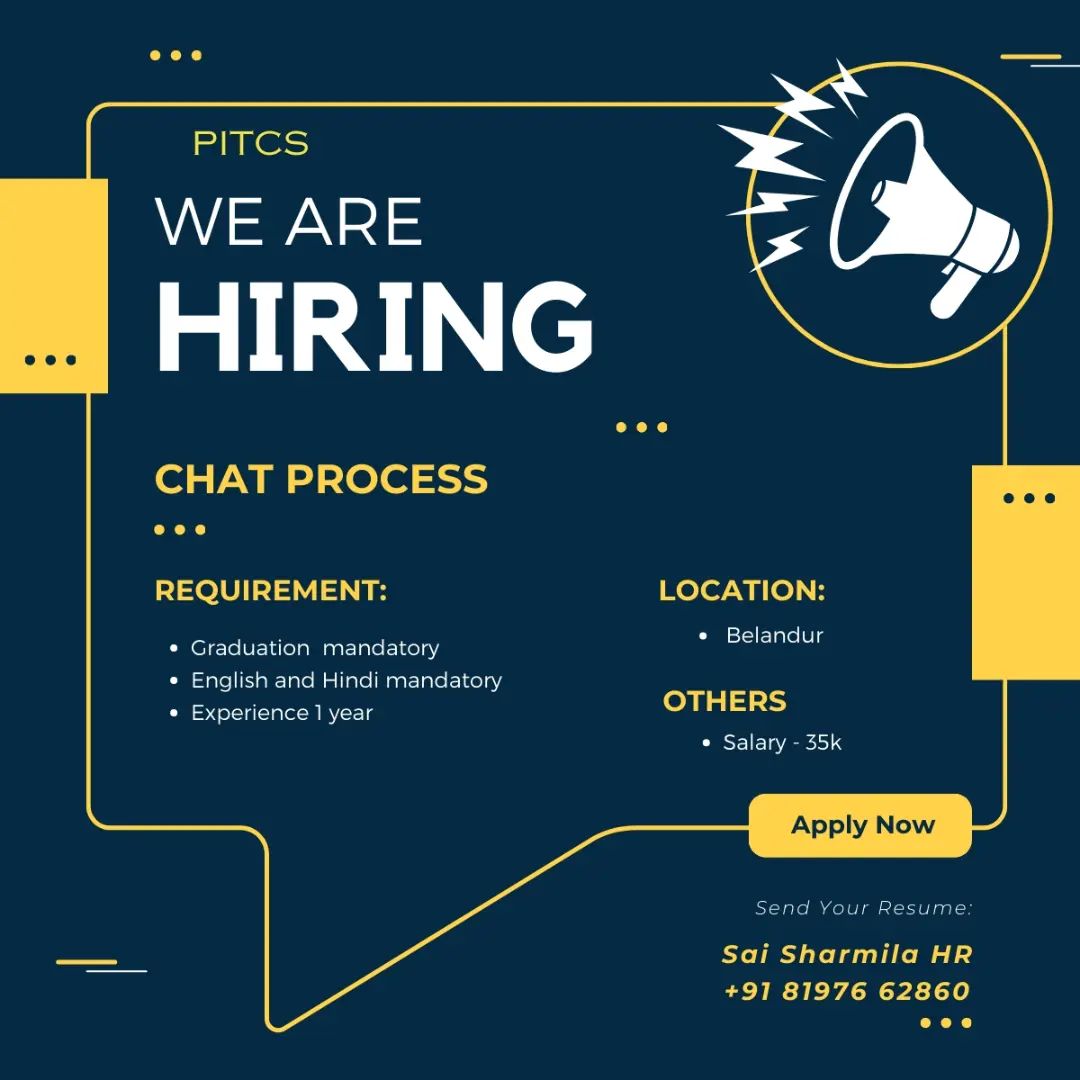 PITCS
WE ARE
HIRING
CHAT PROCESS
REQUIREMENT:
Graduation mandatory
English and Hindi mandatory
Experience 1 year
LOCATION:
Belandur
OTHERS
Salary - 35k
Apply Now
Send Your Resume:
Sai Sharmila HR
+91 81976 62860